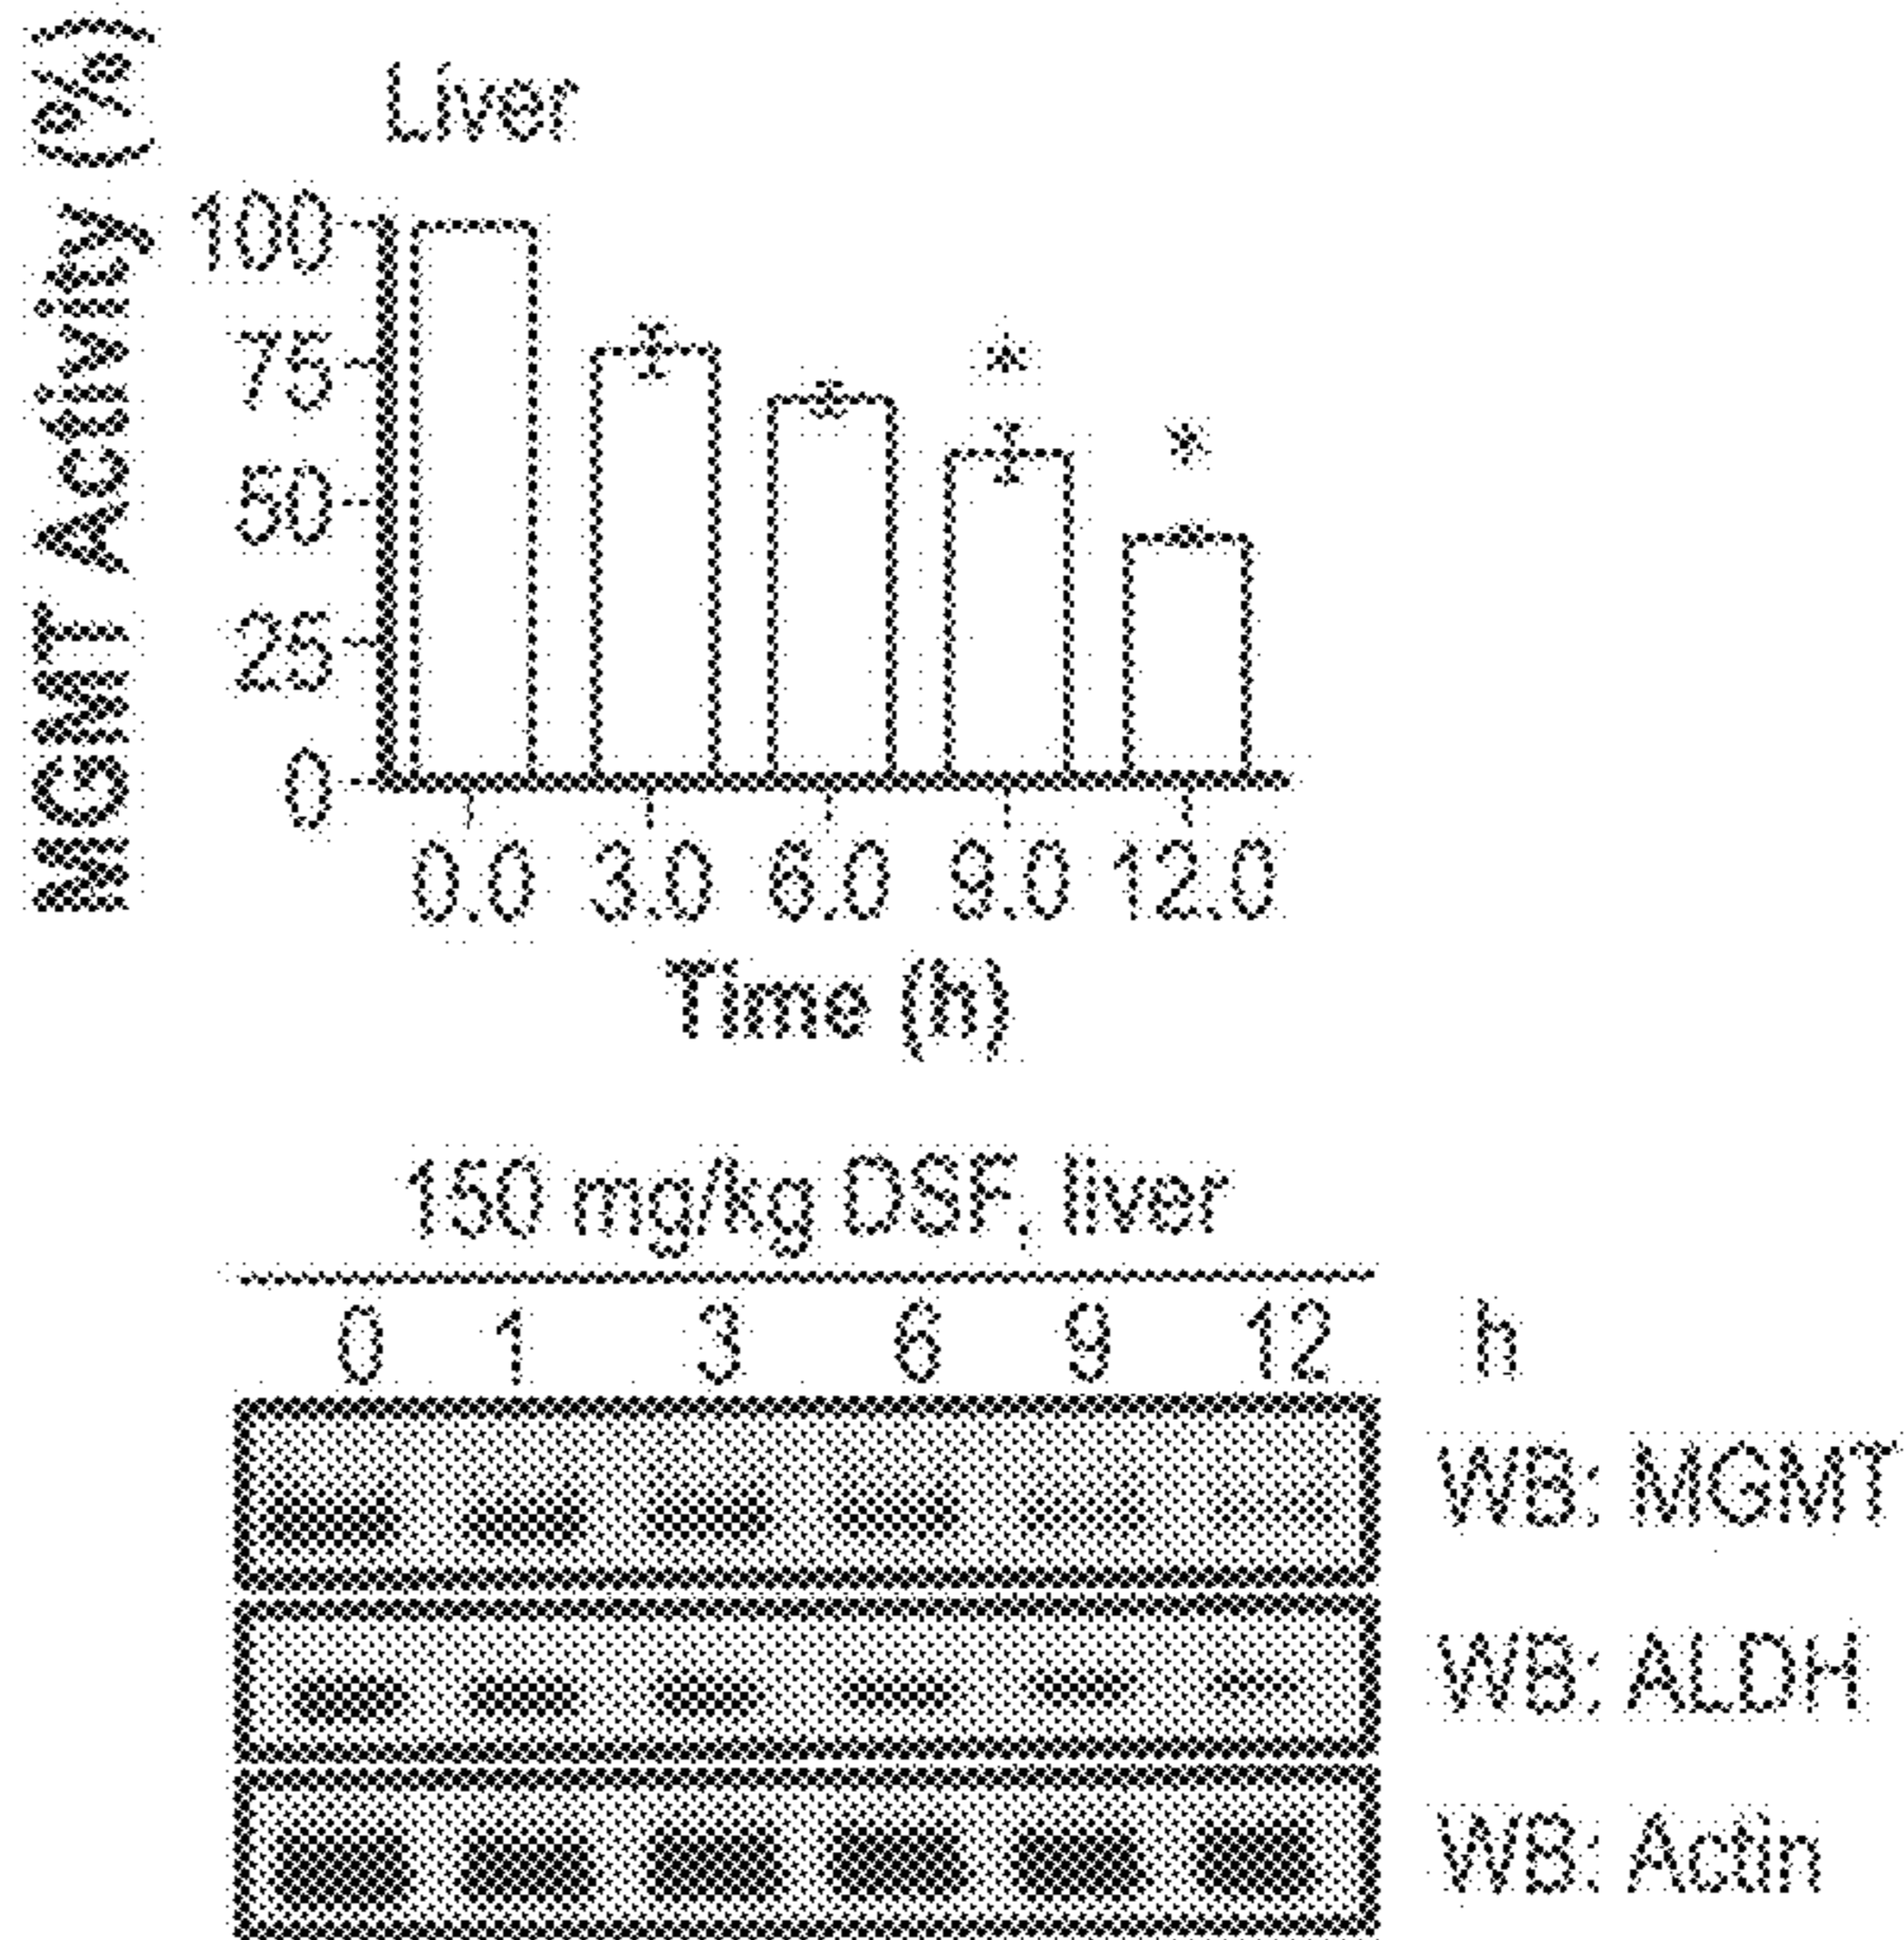 MGMT Activity (%)
Liver
100
75
50
25
0
0.0 3.0 6.0 9.0 12.0
Time (h)
150 mg/kg DSF, liver
0 1 3 6 9 12 h
WB: MGMT
WB: ALDH
WB: Actin